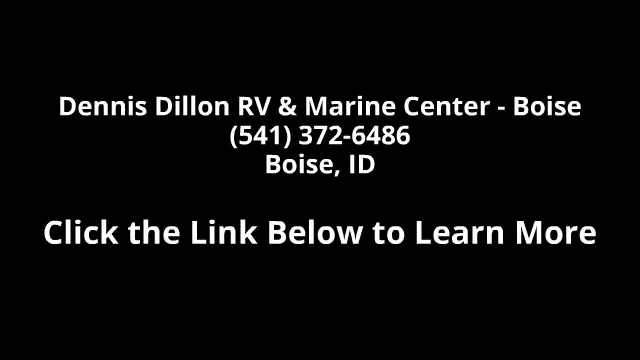 Dennis Dillon RV & Marine Center - Boise
(541) 372-6486
Boise, ID
Click the Link Below to Learn More